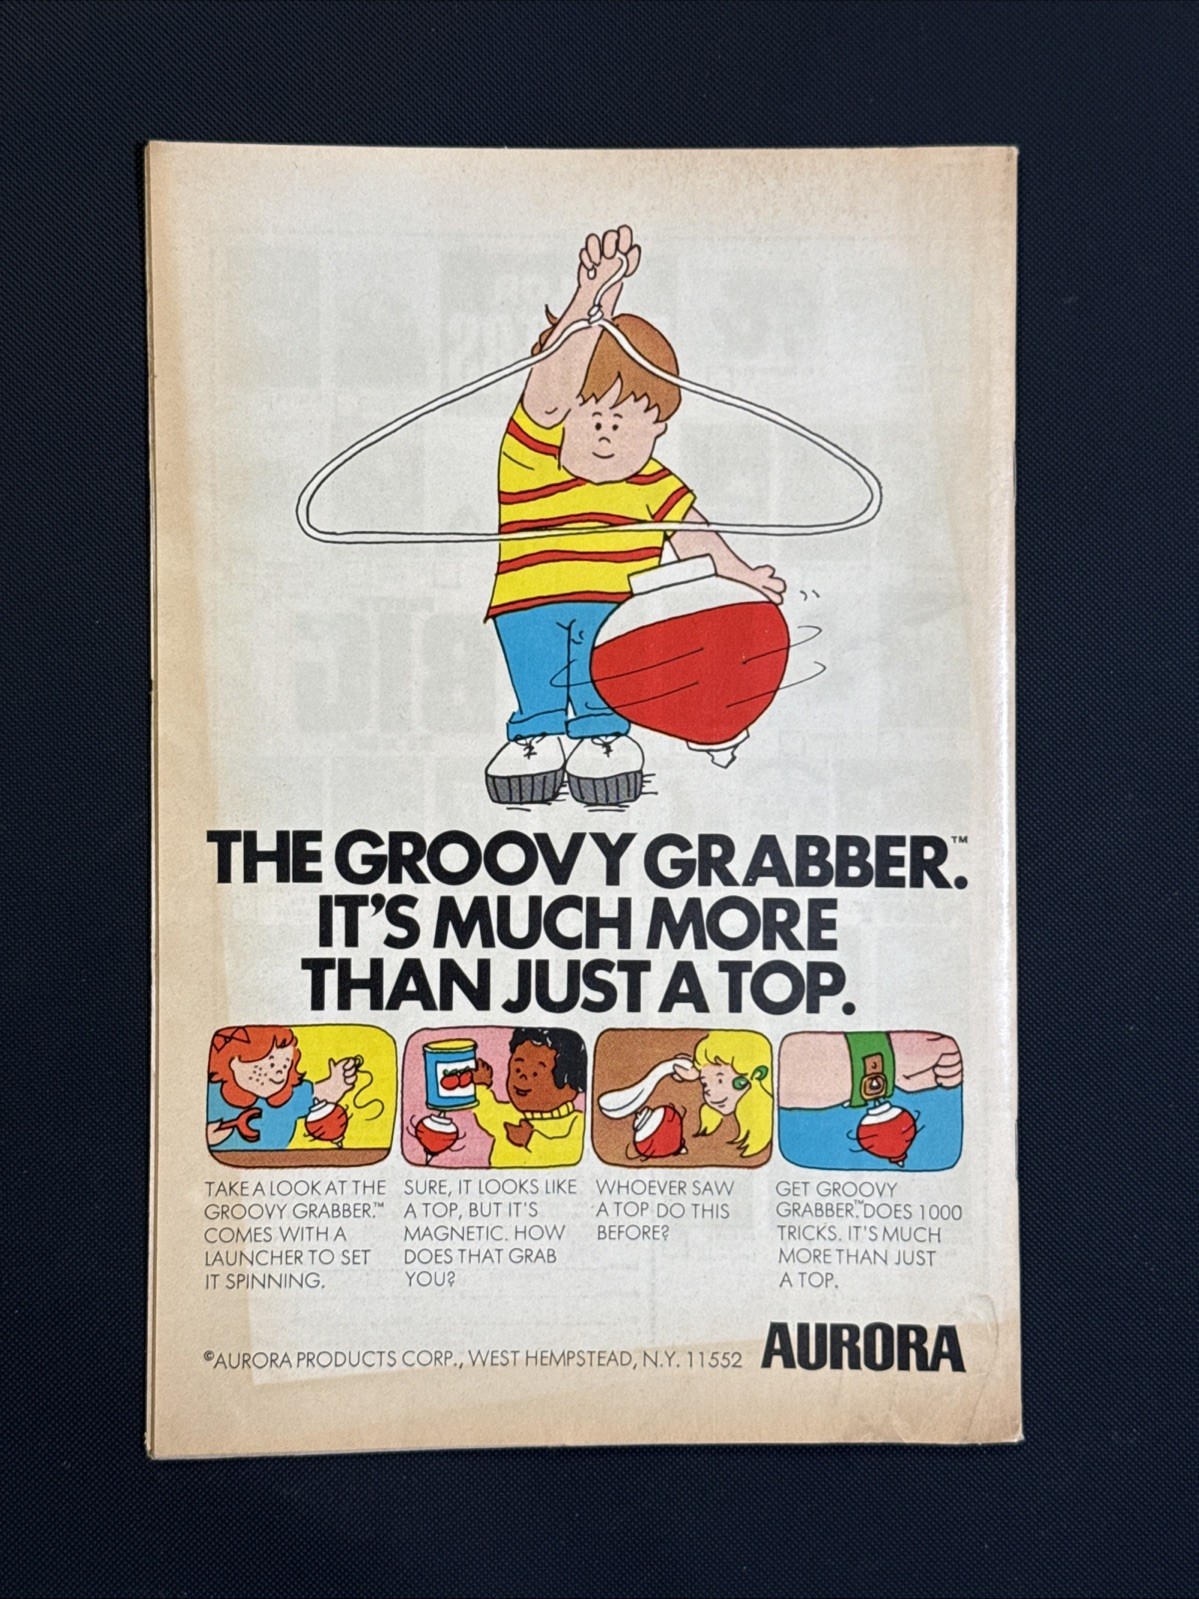 THE GROOVY GRABBER.™
IT'S MUCH MORE
THAN JUST A TOP.
TAKE A LOOK AT THE
GROOVY GRABBER.™
COMES WITH A
LAUNCHER TO SET
IT SPINNING.
SURE, IT LOOKS LIKE
A TOP, BUT IT'S
MAGNETIC. HOW
DOES THAT GRAB
YOU?
WHOEVER SAW
A TOP DO THIS
BEFORE?
GET GROOVY
GRABBER.™ DOES 1000
TRICKS. IT'S MUCH
MORE THAN JUST
A TOP.
©AURORA PRODUCTS CORP., WEST HEMPSTEAD, N.Y. 11552
AURORA